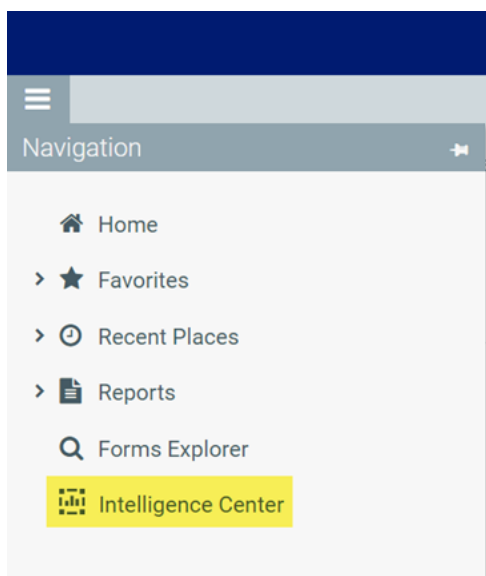 Navigation
Home
Favorites
Recent Places
Reports
Forms Explorer
Intelligence Center